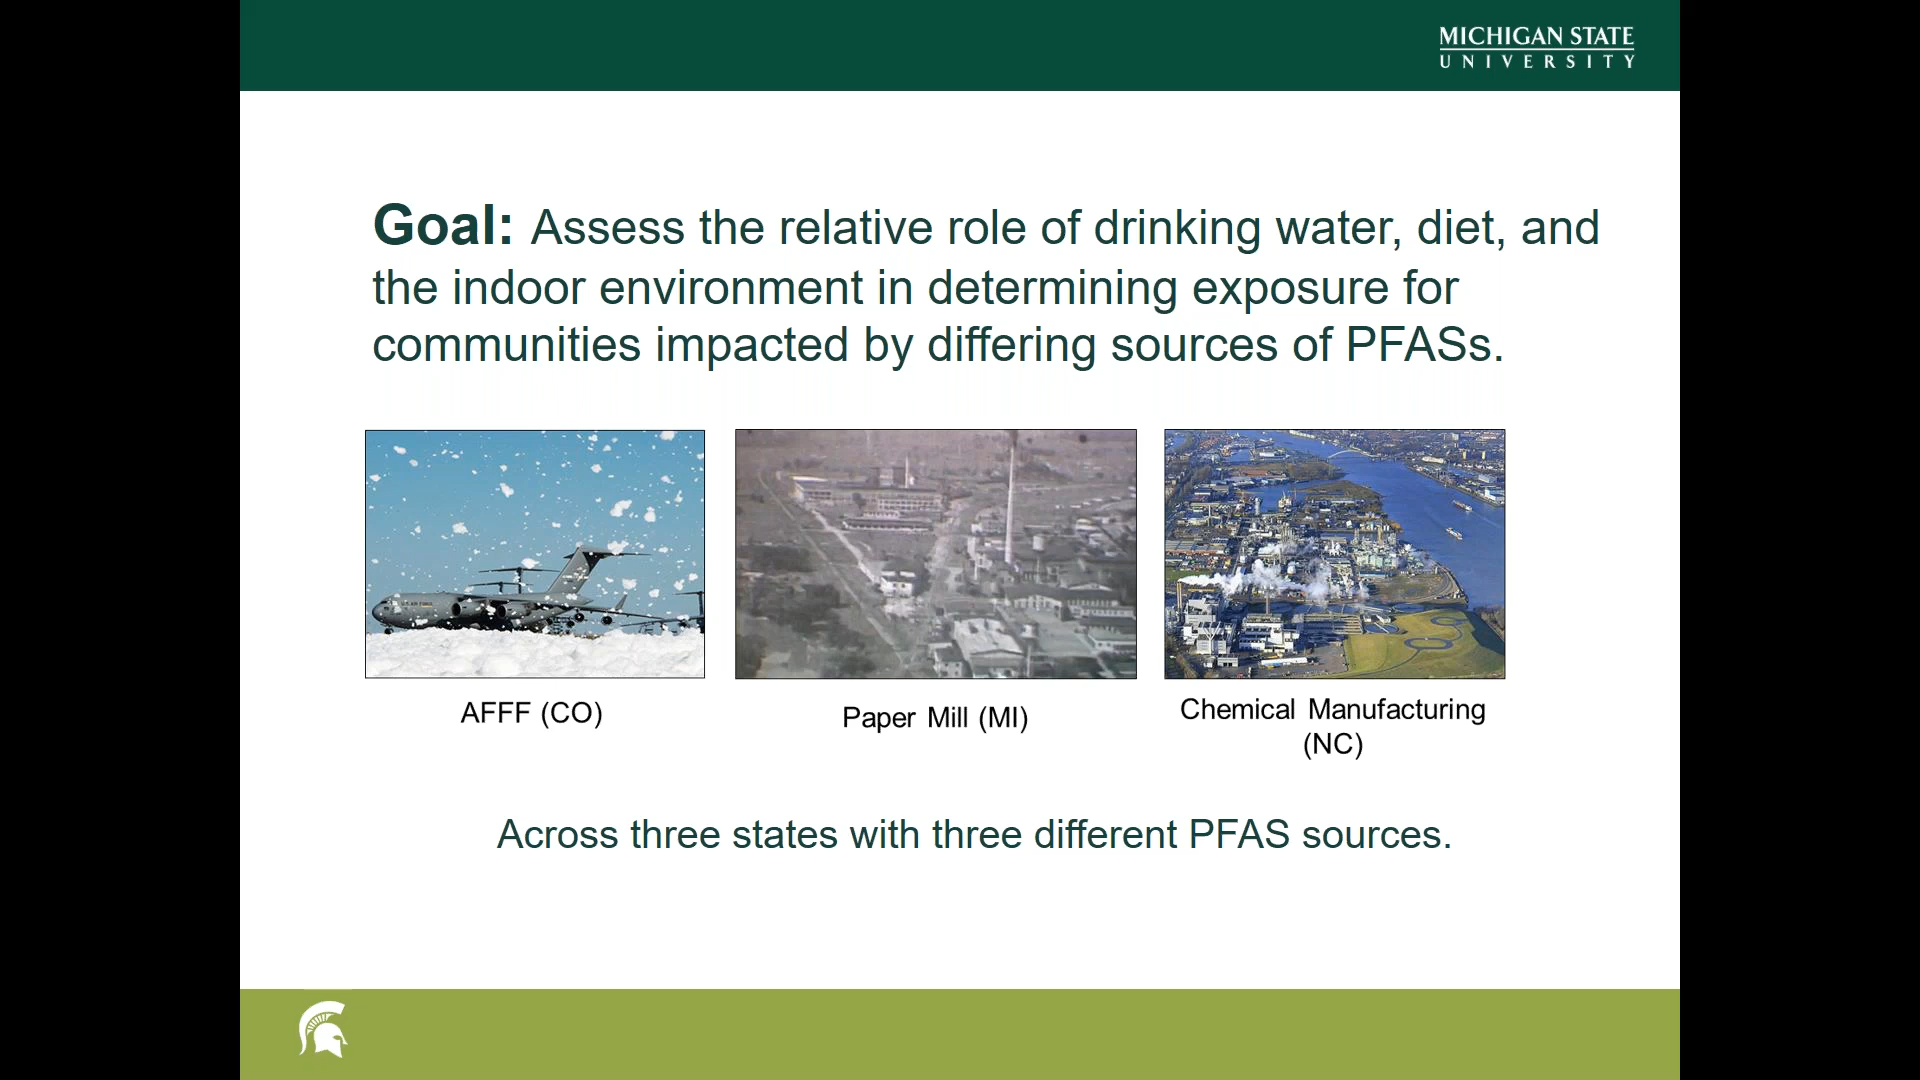 MICHIGAN STATE
UNIVERSITY
Goal: Assess the relative role of drinking water, diet, and
the indoor environment in determining exposure for
communities impacted by differing sources of PFASs.
U.S. AIR FORCE
AFFF (CO)
Paper Mill (MI)
Chemical Manufacturing
(NC)
Across three states with three different PFAS sources.